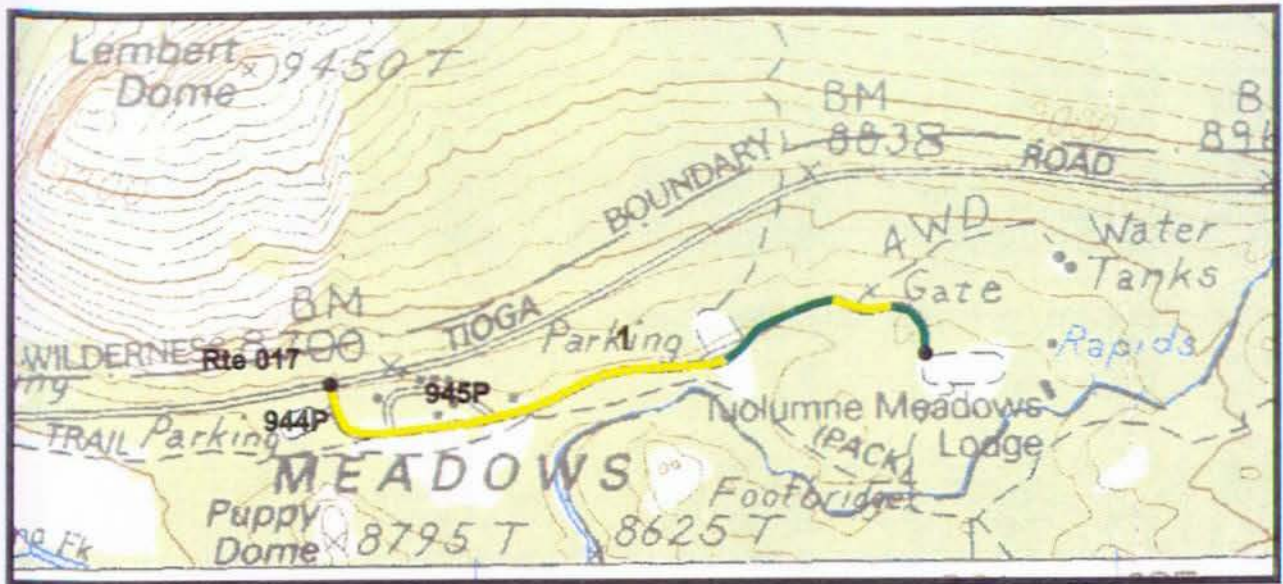 Lembert
Dome
9450 T
BM
8838
B
896
ROAD
BOUNDARY
AWD
Water
Tanks
Gate
BM
8700
TIOGA
Parking
1
Rapids
WILDERNESS
Rte 017
945P
944P
TRAIL Parking
Tuolumne Meadows
Lodge
(PACK)
MEADOWS
Footbridge
Puppy
Dome
8795 T
8625 T
Fk